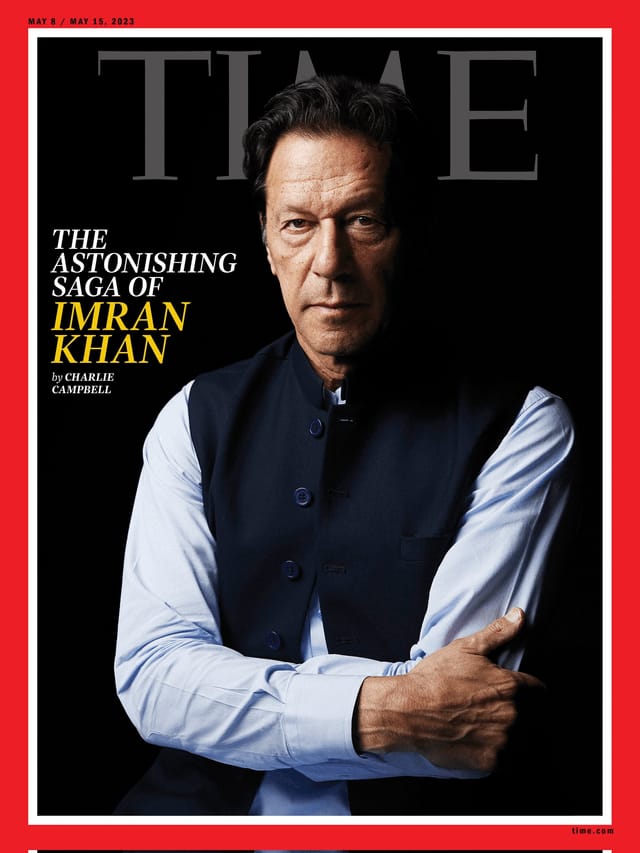 MAY 8 / MAY 15, 2023
TIME
THE
ASTONISHING
SAGA OF
IMRAN
KHAN
by CHARLIE
CAMPBELL
time.com